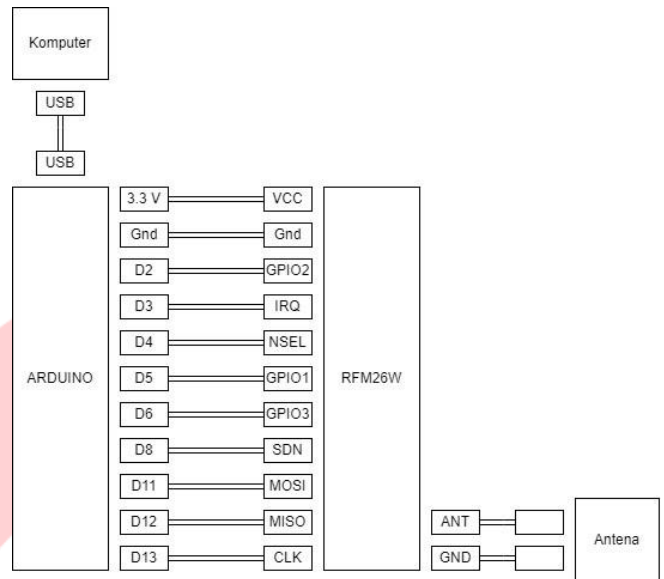 Komputer
USB
USB
3.3 V VCC
Gnd Gnd
D2 GPIO2
D3 IRQ
D4 NSEL
ARDUINO D5 GPIO1 RFM26W
D6 GPIO3
D8 SDN
D11 MOSI
D12 MISO ANT
Antena
D13 CLK GND